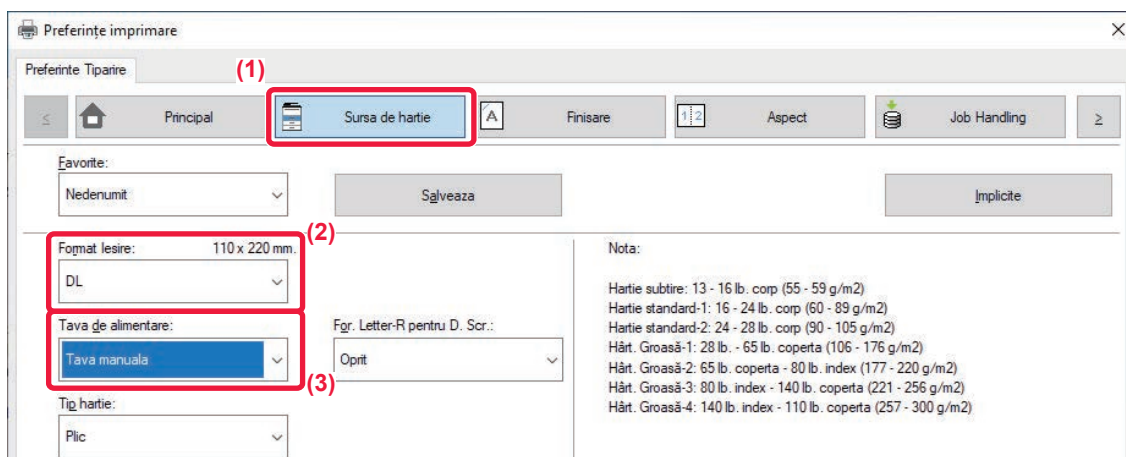 Preferințe imprimare
Preferinte Tiparire
(1)
Principal
Sursa de hartie
Finisare
Aspect
Job Handling
Favorite:
Nedenumit
Salveaza
Implicite
(2)
Format Iesire: 110 x 220 mm.
DL
Tava de alimentare:
Tava manuala
(3)
For. Letter-R pentru D. Scr.:
Oprit
Tip hartie:
Plic
Nota:
Hartie subtire: 13 - 16 lb. corp (55 - 59 g/m2)
Hartie standard-1: 16 - 24 lb. corp (60 - 89 g/m2)
Hartie standard-2: 24 - 28 lb. corp (90 - 105 g/m2)
Hârt. Groasă-1: 28 lb. - 65 lb. coperta (106 - 176 g/m2)
Hârt. Groasă-2: 65 lb. coperta - 80 lb. index (177 - 220 g/m2)
Hârt. Groasă-3: 80 lb. index - 140 lb. coperta (221 - 256 g/m2)
Hârt. Groasă-4: 140 lb. index - 110 lb. coperta (257 - 300 g/m2)